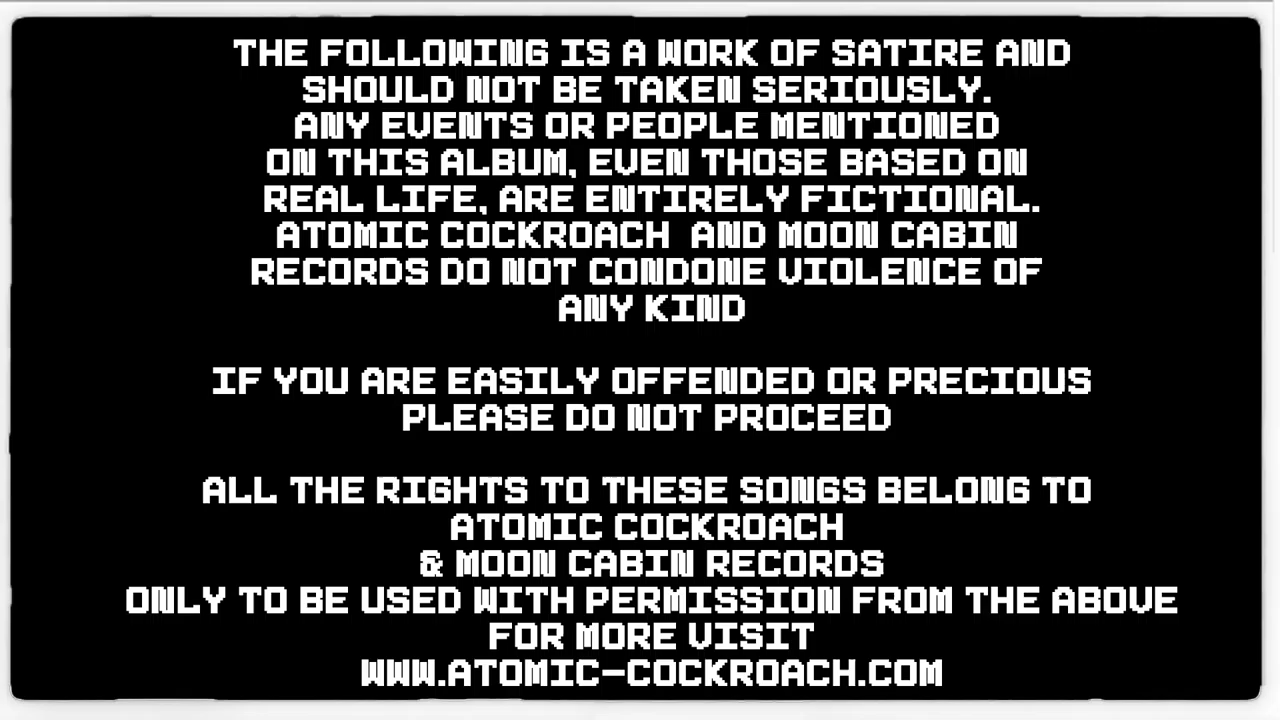 THE FOLLOWING IS A WORK OF SATIRE AND
SHOULD NOT BE TAKEN SERIOUSLY.
ANY EVENTS OR PEOPLE MENTIONED
ON THIS ALBUM, EVEN THOSE BASED ON
REAL LIFE, ARE ENTIRELY FICTIONAL.
ATOMIC COCKROACH AND MOON CABIN
RECORDS DO NOT CONDONE VIOLENCE OF
ANY KIND
IF YOU ARE EASILY OFFENDED OR PRECIOUS
PLEASE DO NOT PROCEED
ALL THE RIGHTS TO THESE SONGS BELONG TO
ATOMIC COCKROACH
& MOON CABIN RECORDS
ONLY TO BE USED WITH PERMISSION FROM THE ABOVE
FOR MORE VISIT
WWW.ATOMIC-COCKROACH.COM